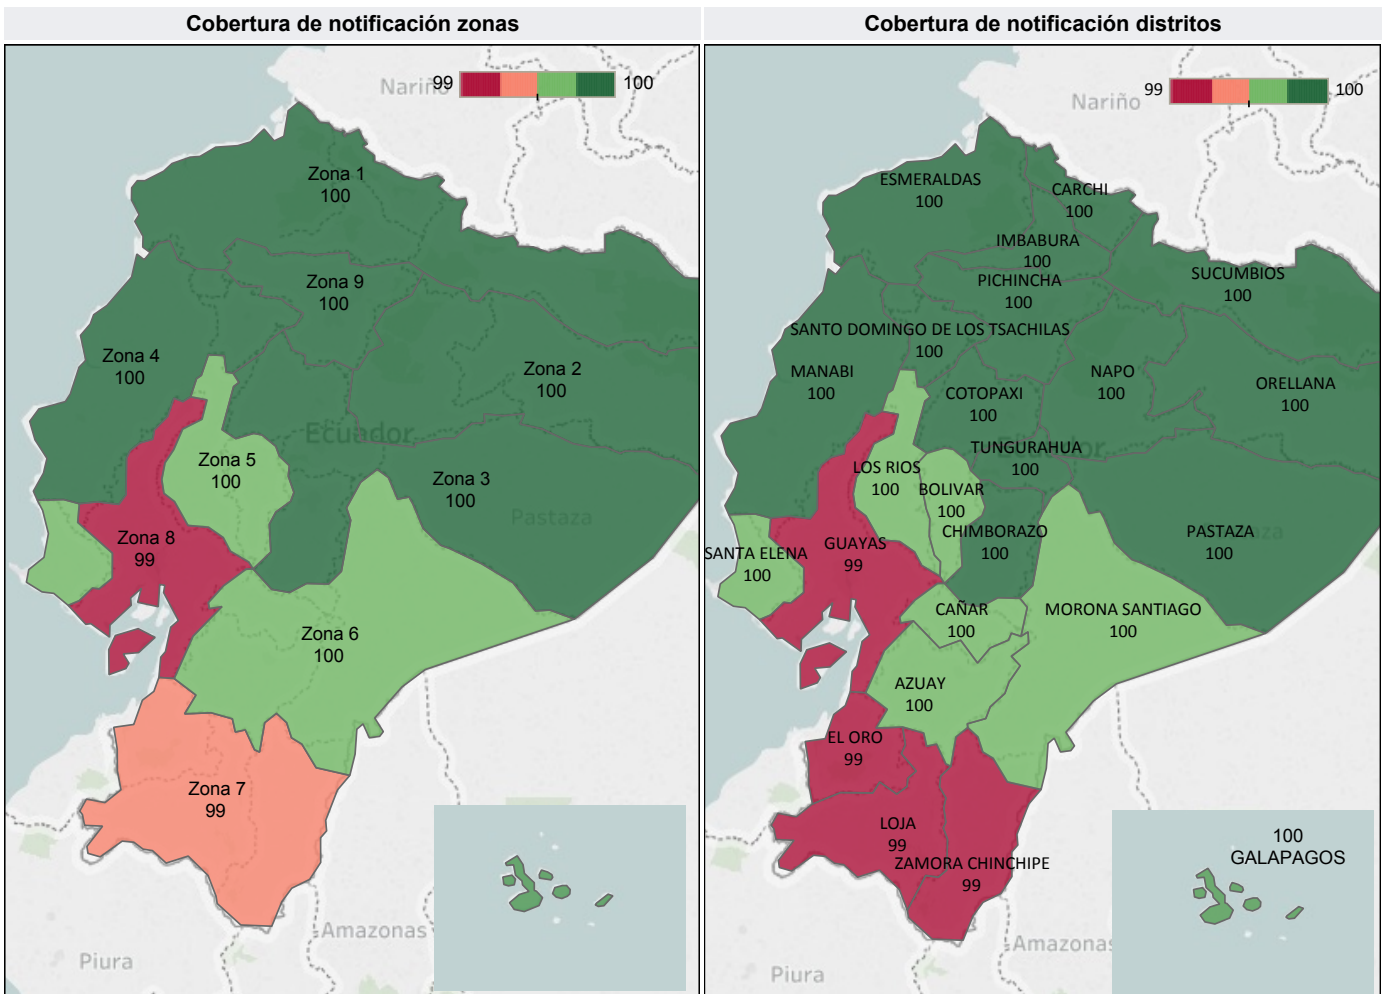 Cobertura de notificación zonas
99
100
Nariño
Zona 1
100
Zona 9
100
Zona 4
100
Zona 2
100
Ecuador
Zona 5
100
Zona 3
100
Pastaza
Zona 8
99
Zona 6
100
Zona 7
99
Amazonas
Piura
Cobertura de notificación distritos
99
100
Nariño
ESMERALDAS
100
CARCHI
100
IMBABURA
100
SUCUMBIOS
100
PICHINCHA
100
SANTO DOMINGO DE LOS TSACHILAS
100
MANABI
100
NAPO
100
ORELLANA
100
COTOPAXI
100
TUNGURAHUA
100
LOS RIOS
100
BOLIVAR
100
CHIMBORAZO
100
PASTAZA
100
SANTA ELENA
100
GUAYAS
99
CAÑAR
100
MORONA SANTIAGO
100
AZUAY
100
EL ORO
99
LOJA
99
ZAMORA CHINCHIPE
99
100
GALAPAGOS
Amazonas
Piura